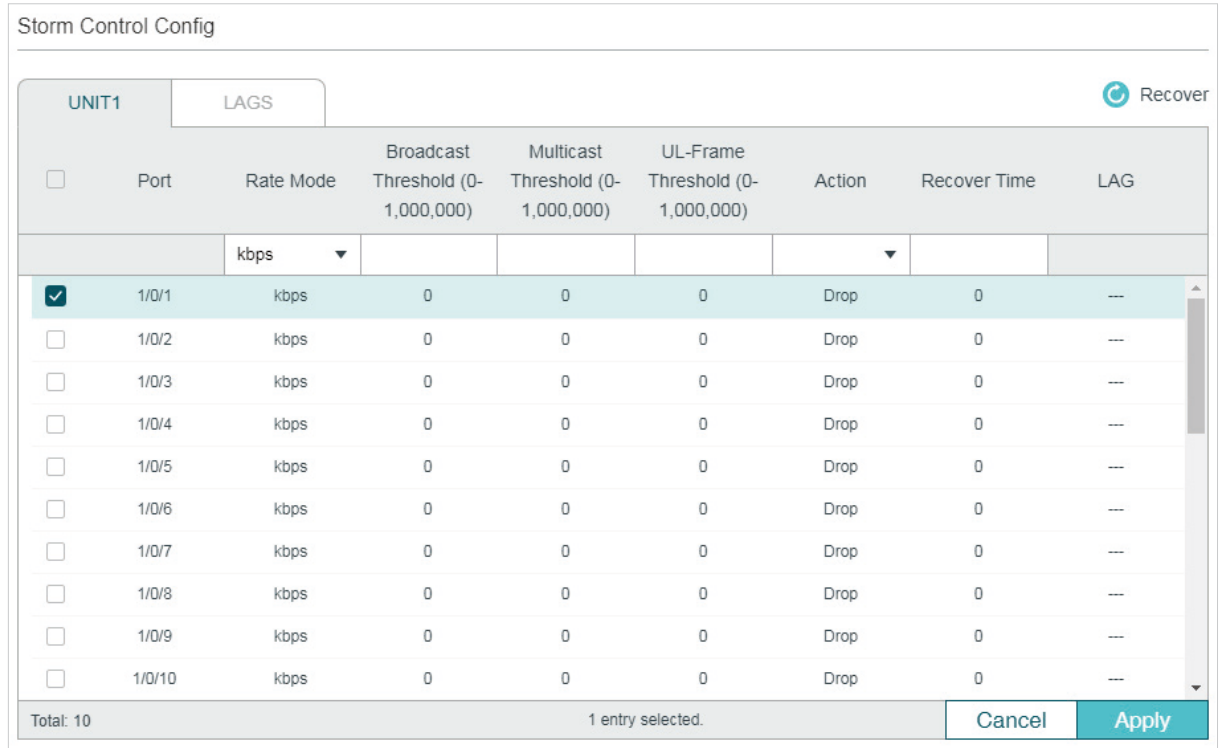 Storm Control Config
UNIT1 LAGS Recover
Port Rate Mode Broadcast Threshold (0-1,000,000) Multicast Threshold (0-1,000,000) UL-Frame Threshold (0-1,000,000) Action Recover Time LAG
kbps
1/0/1 kbps 0 0 0 Drop 0 ---
1/0/2 kbps 0 0 0 Drop 0 ---
1/0/3 kbps 0 0 0 Drop 0 ---
1/0/4 kbps 0 0 0 Drop 0 ---
1/0/5 kbps 0 0 0 Drop 0 ---
1/0/6 kbps 0 0 0 Drop 0 ---
1/0/7 kbps 0 0 0 Drop 0 ---
1/0/8 kbps 0 0 0 Drop 0 ---
1/0/9 kbps 0 0 0 Drop 0 ---
1/0/10 kbps 0 0 0 Drop 0 ---
Total: 10 1 entry selected. Cancel Apply